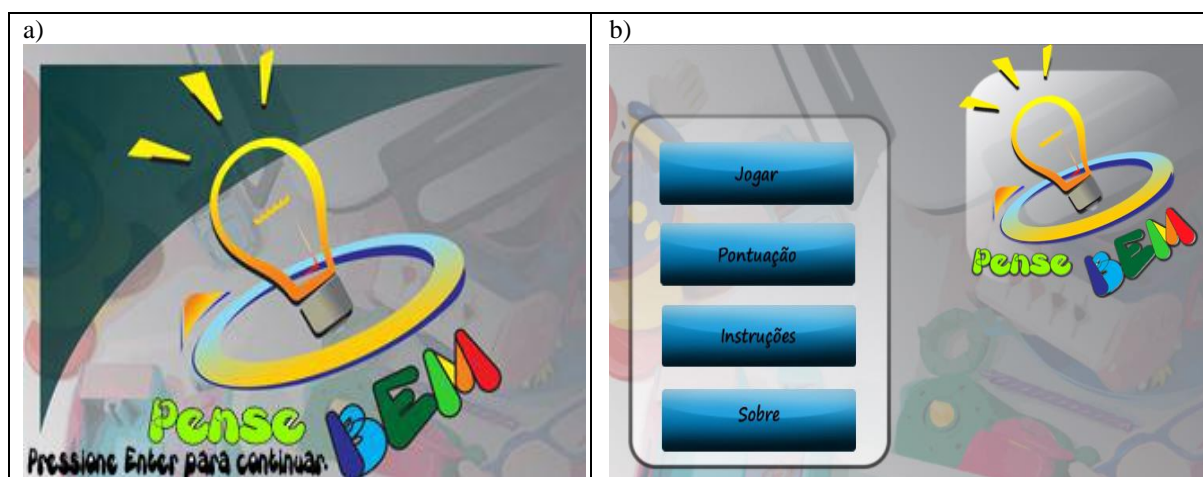 a)
Pense BEM
Pressione Enter para continuar.
b)
Jogar
Pontuação
Instruções
Sobre
Pense BEM